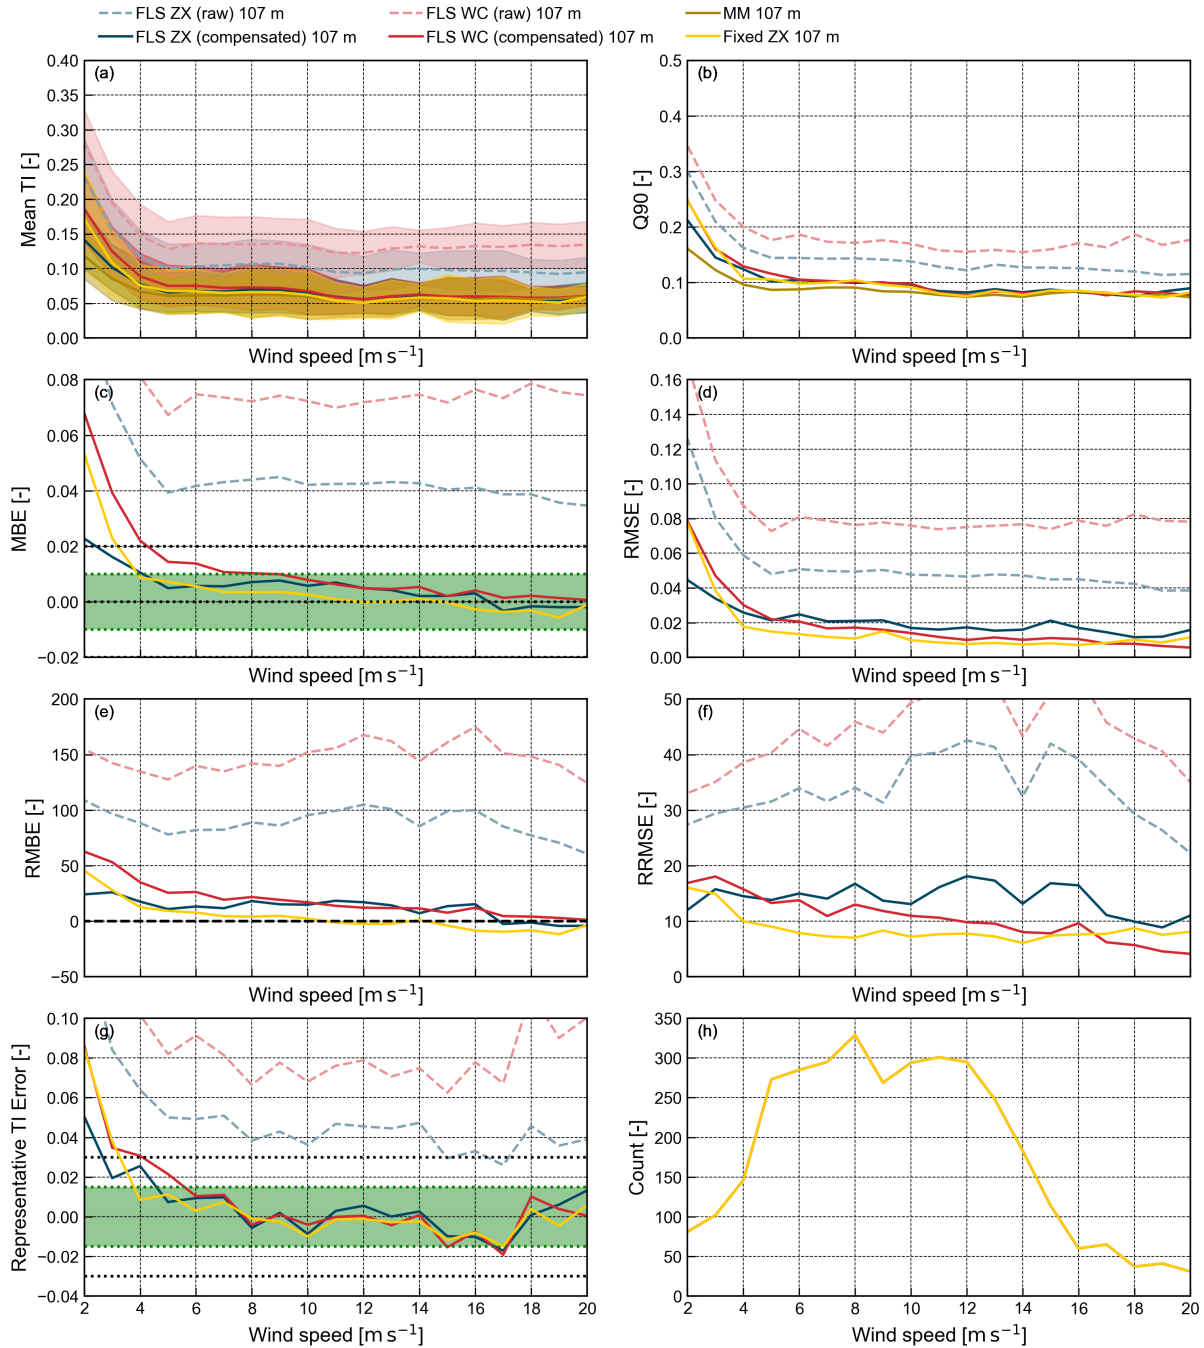 FLS ZX (raw) 107 m FLS WC (raw) 107 m MM 107 m
FLS ZX (compensated) 107 m FLS WC (compensated) 107 m Fixed ZX 107 m
(a)
Mean TI [-]
0.40
0.35
0.30
0.25
0.20
0.15
0.10
0.05
0.00
Wind speed [m s⁻¹]
(b)
Q90 [-]
0.5
0.4
0.3
0.2
0.1
0.0
Wind speed [m s⁻¹]
(c)
MBE [-]
0.08
0.06
0.04
0.02
0.00
−0.02
Wind speed [m s⁻¹]
(d)
RMSE [-]
0.16
0.14
0.12
0.10
0.08
0.06
0.04
0.02
0.00
Wind speed [m s⁻¹]
(e)
RMBE [-]
200
150
100
50
0
−50
Wind speed [m s⁻¹]
(f)
RRMSE [-]
50
40
30
20
10
0
Wind speed [m s⁻¹]
(g)
Representative TI Error [-]
0.10
0.08
0.06
0.04
0.02
0.00
−0.02
−0.04
2 4 6 8 10 12 14 16 18 20
Wind speed [m s⁻¹]
(h)
Count [-]
350
300
250
200
150
100
50
0
2 4 6 8 10 12 14 16 18 20
Wind speed [m s⁻¹]